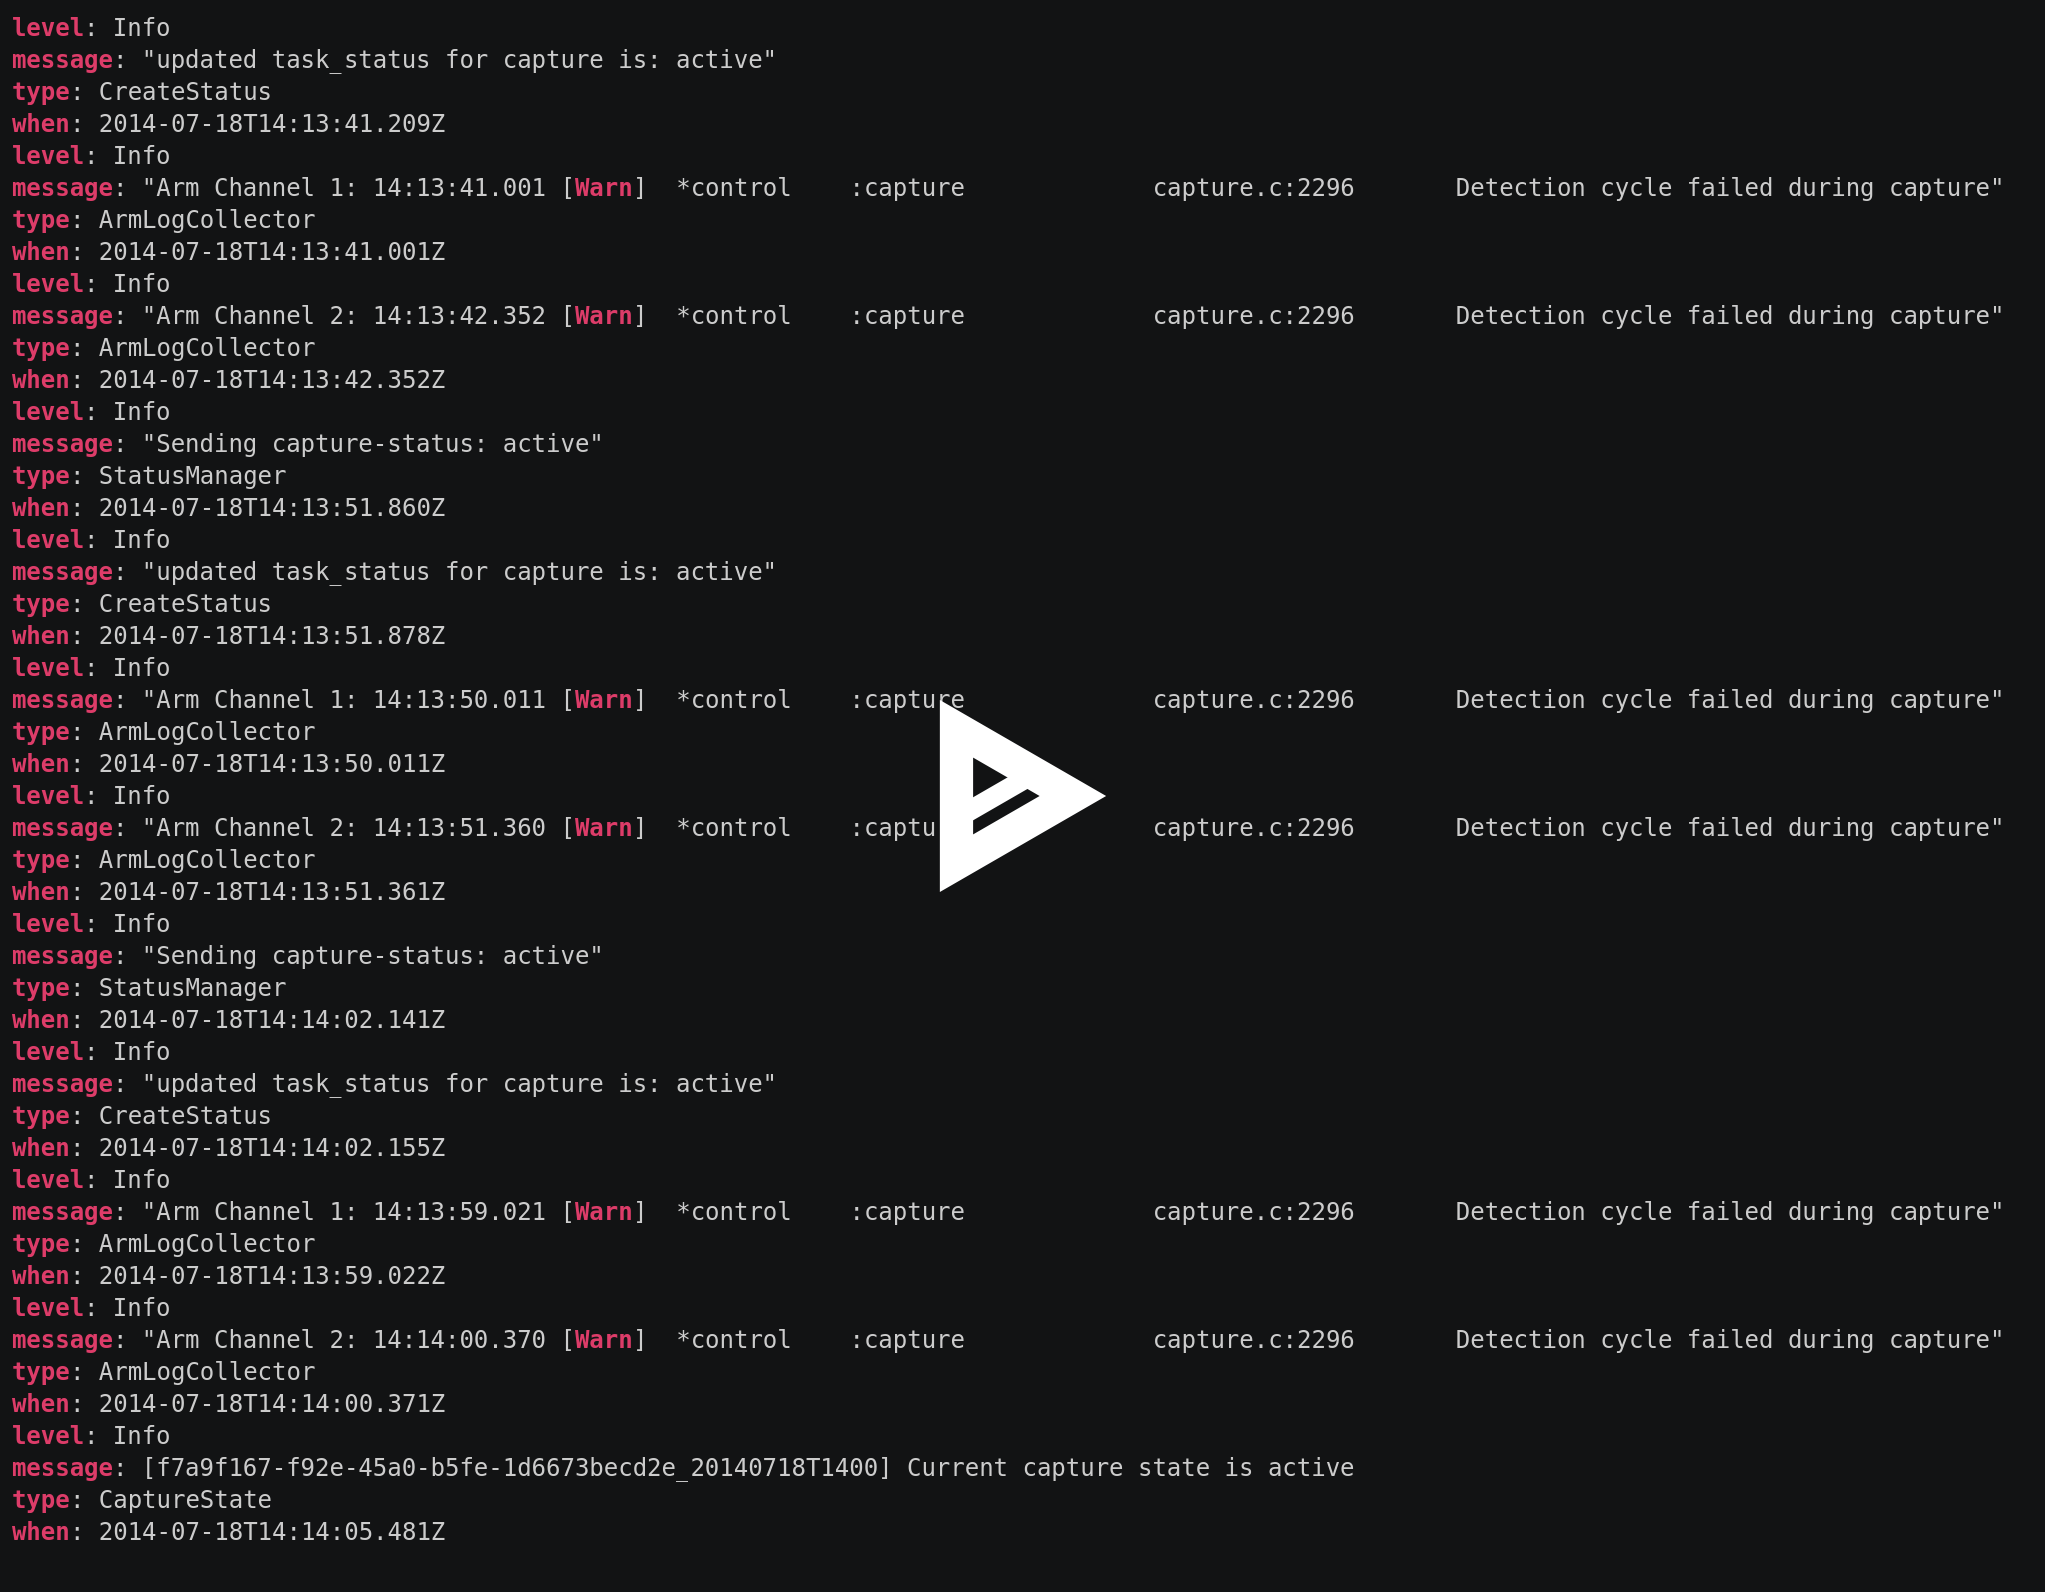 level: Info
message: "updated task_status for capture is: active"
type: CreateStatus
when: 2014-07-18T14:13:41.209Z
level: Info
message: "Arm Channel 1: 14:13:41.001 [Warn]  *control    :capture             capture.c:2296       Detection cycle failed during capture"
type: ArmLogCollector
when: 2014-07-18T14:13:41.001Z
level: Info
message: "Arm Channel 2: 14:13:42.352 [Warn]  *control    :capture             capture.c:2296       Detection cycle failed during capture"
type: ArmLogCollector
when: 2014-07-18T14:13:42.352Z
level: Info
message: "Sending capture-status: active"
type: StatusManager
when: 2014-07-18T14:13:51.860Z
level: Info
message: "updated task_status for capture is: active"
type: CreateStatus
when: 2014-07-18T14:13:51.878Z
level: Info
message: "Arm Channel 1: 14:13:50.011 [Warn]  *control    :capture             capture.c:2296       Detection cycle failed during capture"
type: ArmLogCollector
when: 2014-07-18T14:13:50.011Z
level: Info
message: "Arm Channel 2: 14:13:51.360 [Warn]  *control    :captu               capture.c:2296       Detection cycle failed during capture"
type: ArmLogCollector
when: 2014-07-18T14:13:51.361Z
level: Info
message: "Sending capture-status: active"
type: StatusManager
when: 2014-07-18T14:14:02.141Z
level: Info
message: "updated task_status for capture is: active"
type: CreateStatus
when: 2014-07-18T14:14:02.155Z
level: Info
message: "Arm Channel 1: 14:13:59.021 [Warn]  *control    :capture             capture.c:2296       Detection cycle failed during capture"
type: ArmLogCollector
when: 2014-07-18T14:13:59.022Z
level: Info
message: "Arm Channel 2: 14:14:00.370 [Warn]  *control    :capture             capture.c:2296       Detection cycle failed during capture"
type: ArmLogCollector
when: 2014-07-18T14:14:00.371Z
level: Info
message: [f7a9f167-f92e-45a0-b5fe-1d6673becd2e_20140718T1400] Current capture state is active
type: CaptureState
when: 2014-07-18T14:14:05.481Z